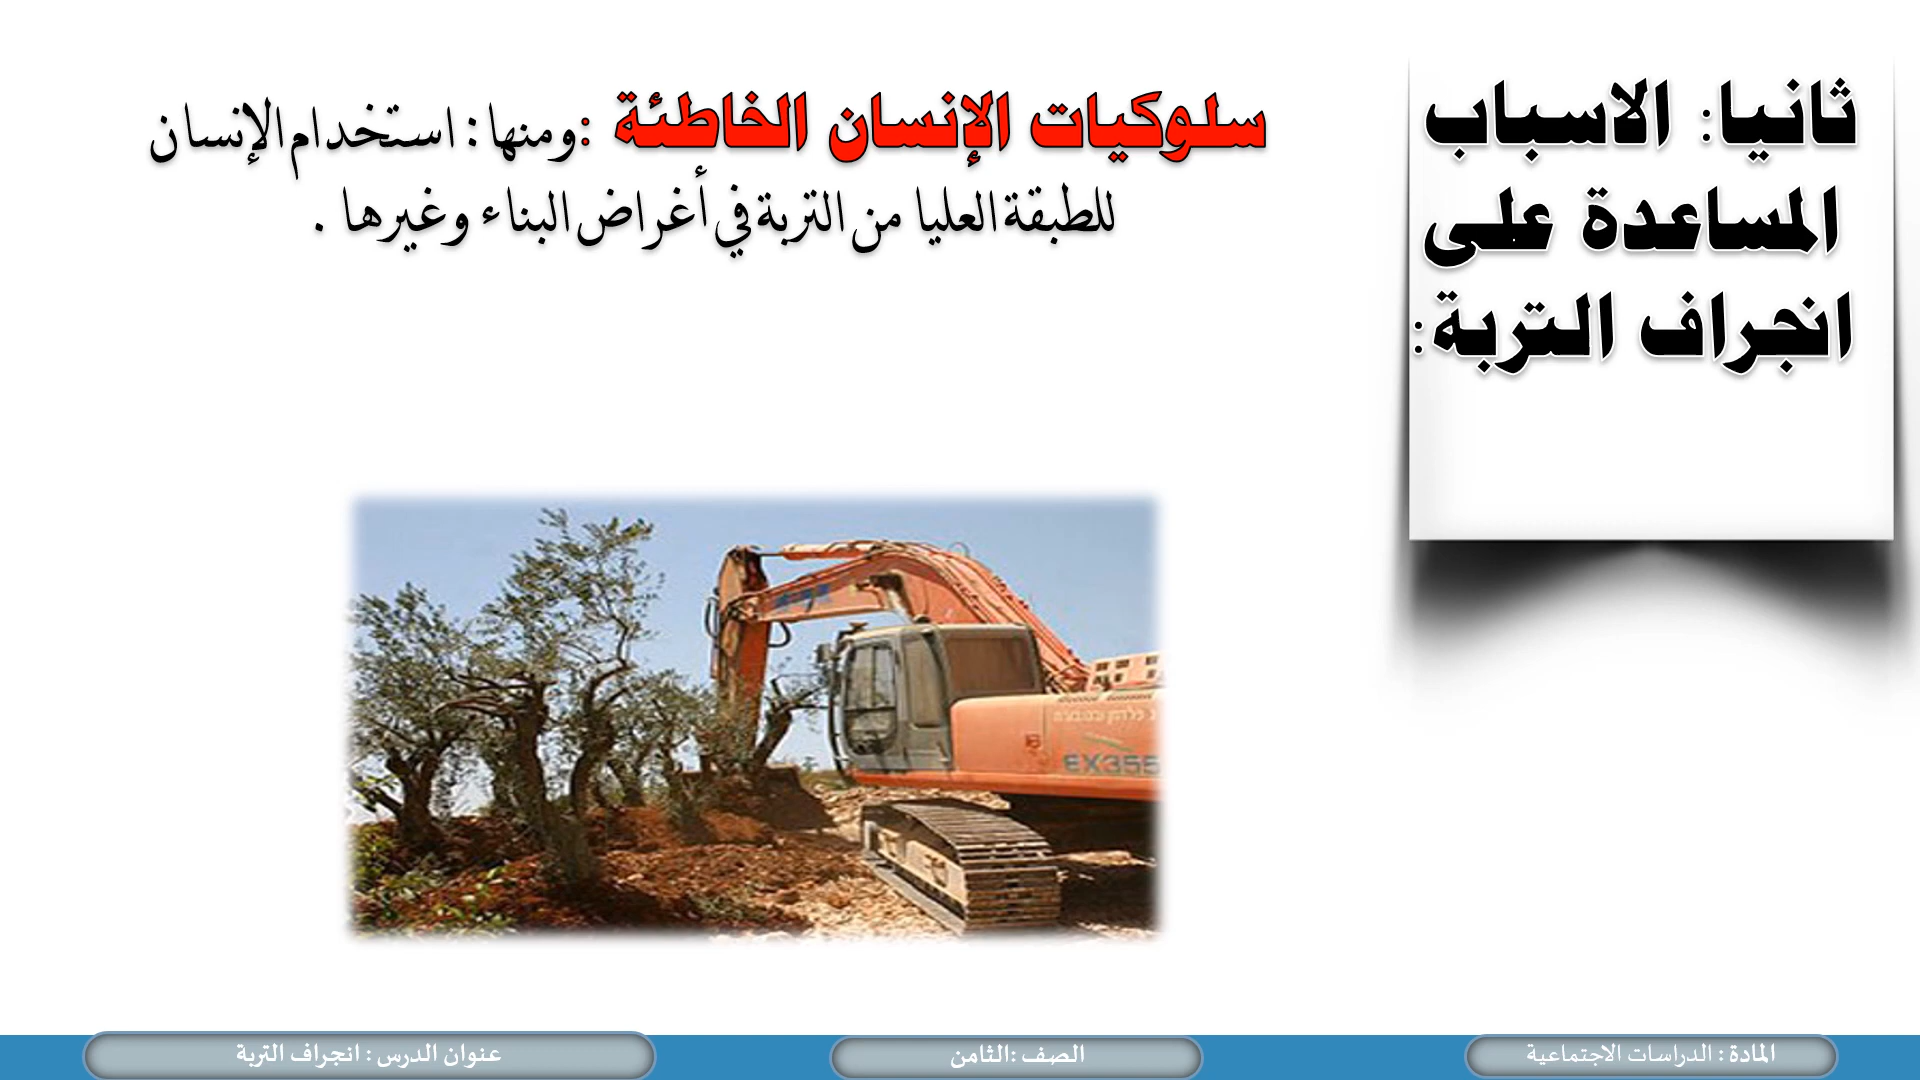 ثانيا: الاسباب
المساعدة على
انجراف التربة:
سلوكيات الإنسان الخاطئة :ومنها : استخدام الإنسان
للطبقة العليا من التربة في أغراض البناء وغيرها .
EX355
المادة : الدراسات الاجتماعية
الصف :الثامن
عنوان الدرس : انجراف التربة